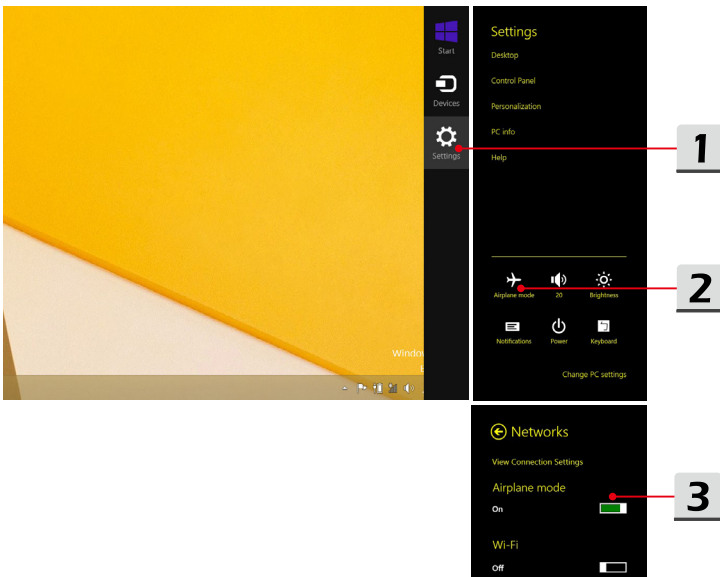 Start
Devices
Settings
Settings
Desktop
Control Panel
Personalization
PC info
Help
1
Airplane mode
20
Brightness
2
Notifications
Power
Keyboard
Change PC settings
Networks
View Connection Settings
Airplane mode
On
3
Wi-Fi
Off